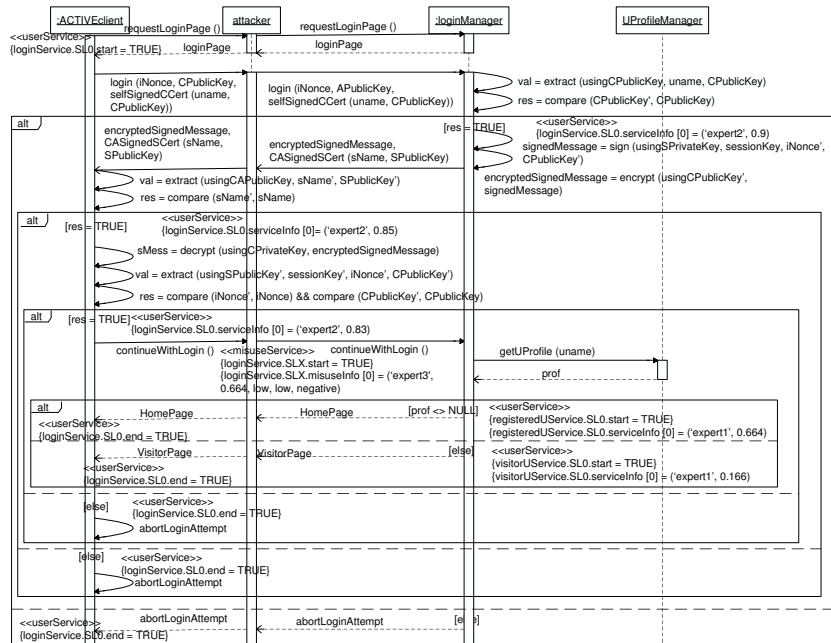 :ACTIVEclient
attacker
:loginManager
UProfileManager
requestLoginPage ()
requestLoginPage ()
<<userService>>
{loginService.SL0.start = TRUE}
loginPage
loginPage
login (iNonce, CPublicKey,
selfSignedCCert (uname,
CPublicKey))
login (iNonce, APublicKey,
selfSignedCCert (uname, CPublicKey))
val = extract (usingCPublicKey, uname, CPublicKey)
res = compare (CPublicKey', CPublicKey)
alt
encryptedSignedMessage,
CASignedSCert (sName,
SPublicKey)
encryptedSignedMessage,
CASignedSCert (sName, SPublicKey)
[res = TRUE]
<<userService>>
{loginService.SL0.serviceInfo [0] = ('expert2', 0.9)
signedMessage = sign (usingSPrivateKey, sessionKey, iNonce',
CPublicKey')
encryptedSignedMessage = encrypt (usingCPublicKey',
signedMessage)
val = extract (usingCAPublicKey, sName', SPublicKey')
res = compare (sName', sName)
alt
[res = TRUE]
<<userService>>
{loginService.SL0.serviceInfo [0]= ('expert2', 0.85)
sMess = decrypt (usingCPrivateKey, encryptedSignedMessage)
val = extract (usingSPublicKey', sessionKey', iNonce', CPublicKey')
res = compare (iNonce', iNonce) && compare (CPublicKey', CPublicKey)
alt
[res = TRUE]
<<userService>>
{loginService.SL0.serviceInfo [0] = ('expert2', 0.83)
continueWithLogin ()
<<misuseService>>
{loginService.SLX.start = TRUE}
{loginService.SLX.misuseInfo [0] = ('expert3',
0.664, low, low, negative)
continueWithLogin ()
getUProfile (uname)
prof
alt
HomePage
HomePage
[prof <> NULL]
<<userService>>
{loginService.SL0.end = TRUE}
<<userService>>
{registeredUService.SL0.start = TRUE}
{registeredUService.SL0.serviceInfo [0] = ('expert1', 0.664)
VisitorPage
VisitorPage
[else]
<<userService>>
{loginService.SL0.end = TRUE}
<<userService>>
{visitorUService.SL0.start = TRUE}
{visitorUService.SL0.serviceInfo [0] = ('expert1', 0.166)
[else]
<<userService>>
{loginService.SL0.end = TRUE}
abortLoginAttempt
[else]
<<userService>>
{loginService.SL0.end = TRUE}
abortLoginAttempt
<<userService>>
{loginService.SL0.end = TRUE}
abortLoginAttempt
abortLoginAttempt
[else]